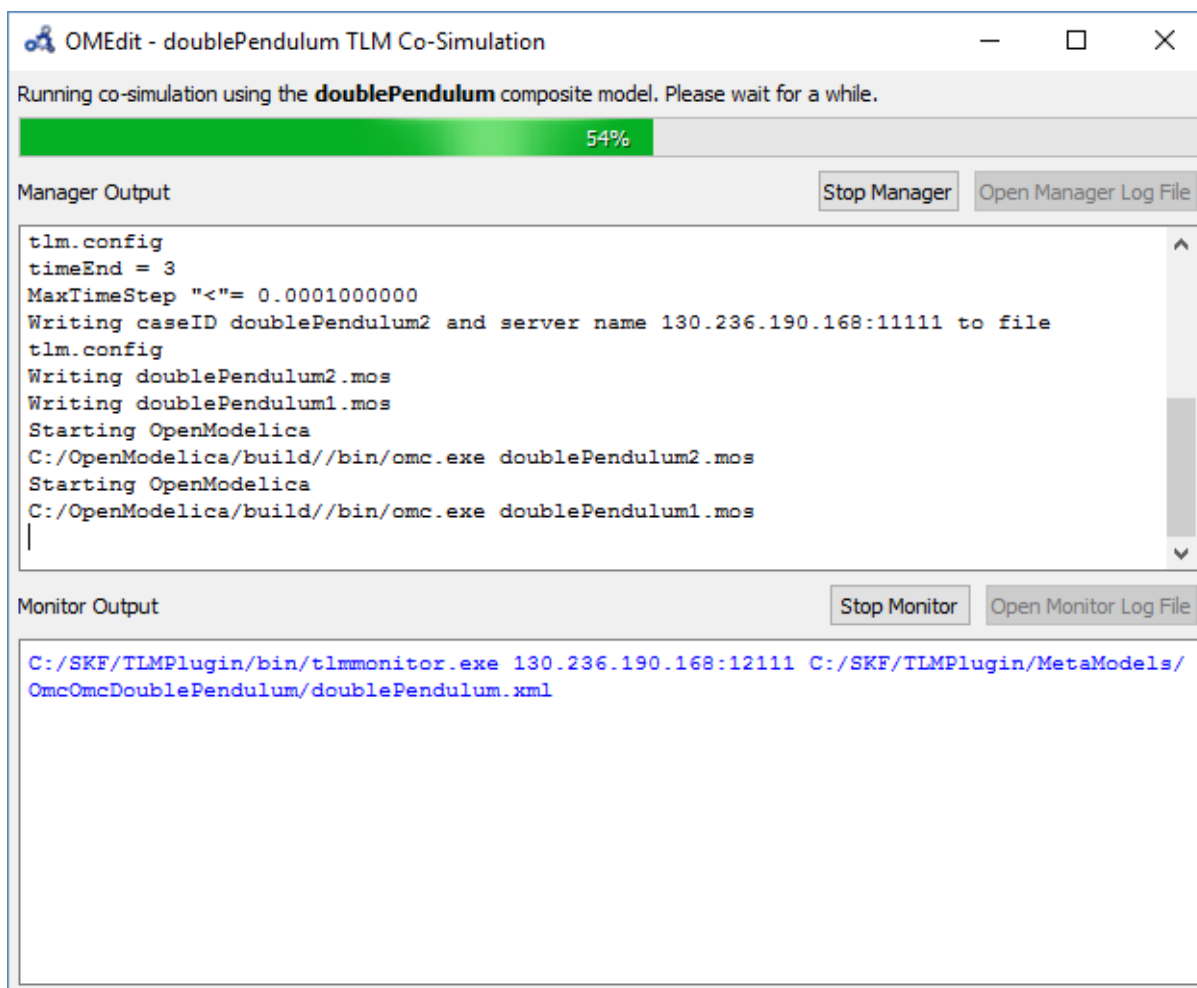 OMEdit - doublePendulum TLM Co-Simulation
Running co-simulation using the doublePendulum composite model. Please wait for a while.
54%
Manager Output
Stop Manager
Open Manager Log File
tlm.config
timeEnd = 3
MaxTimeStep "<"= 0.0001000000
Writing caseID doublePendulum2 and server name 130.236.190.168:11111 to file
tlm.config
Writing doublePendulum2.mos
Writing doublePendulum1.mos
Starting OpenModelica
C:/OpenModelica/build//bin/omc.exe doublePendulum2.mos
Starting OpenModelica
C:/OpenModelica/build//bin/omc.exe doublePendulum1.mos
Monitor Output
Stop Monitor
Open Monitor Log File
C:/SKF/TLMPlugin/bin/tlmmonitor.exe 130.236.190.168:12111 C:/SKF/TLMPlugin/MetaModels/
OmcOmcDoublePendulum/doublePendulum.xml